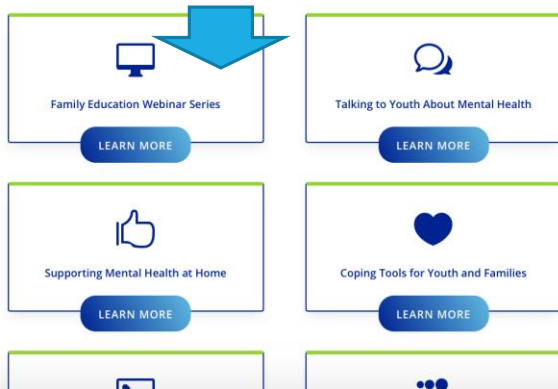 Family Education Webinar Series
LEARN MORE
Talking to Youth About Mental Health
LEARN MORE
Supporting Mental Health at Home
LEARN MORE
Coping Tools for Youth and Families
LEARN MORE